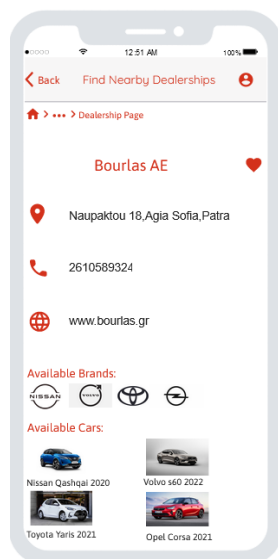 12:51 AM 100%
Back Find Nearby Dealerships
> ••• > Dealership Page
Bourlas AE
Naupaktou 18,Agia Sofia,Patra
2610589324
www.bourlas.gr
Available Brands:
NISSAN VOLVO
Available Cars:
Nissan Qashqai 2020 Volvo s60 2022
Toyota Yaris 2021 Opel Corsa 2021